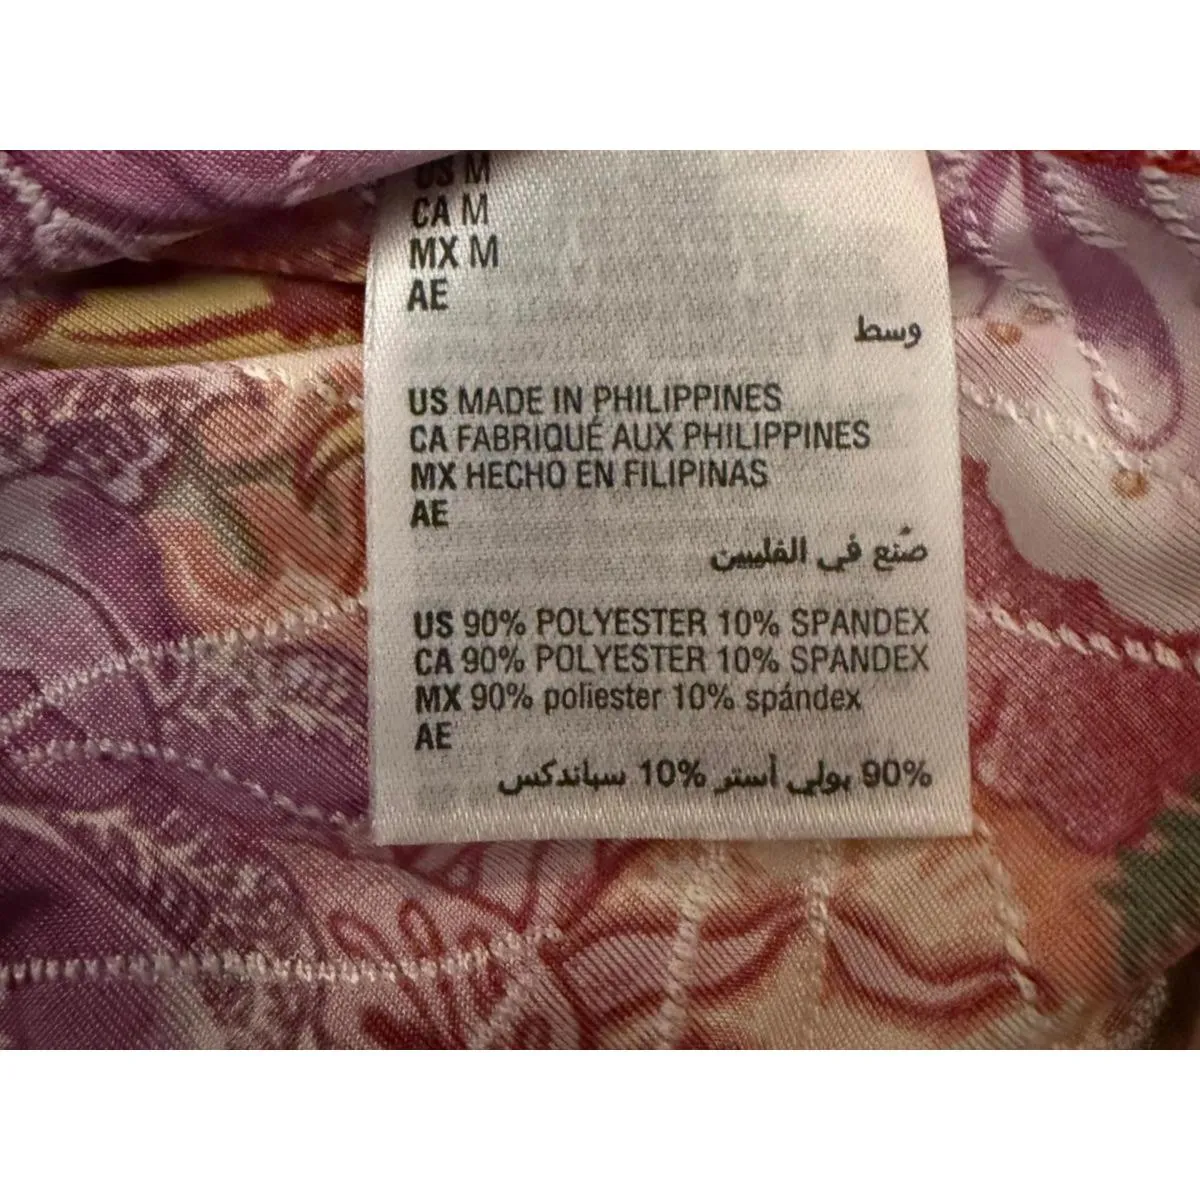 US M
CA M
MX M
AE
وسط
US MADE IN PHILIPPINES
CA FABRIQUÉ AUX PHILIPPINES
MX HECHO EN FILIPINAS
AE
صُنع في الفلبين
US 90% POLYESTER 10% SPANDEX
CA 90% POLYESTER 10% SPANDEX
MX 90% poliester 10% spándex
AE
90% بولي أستر 10% سباندكس